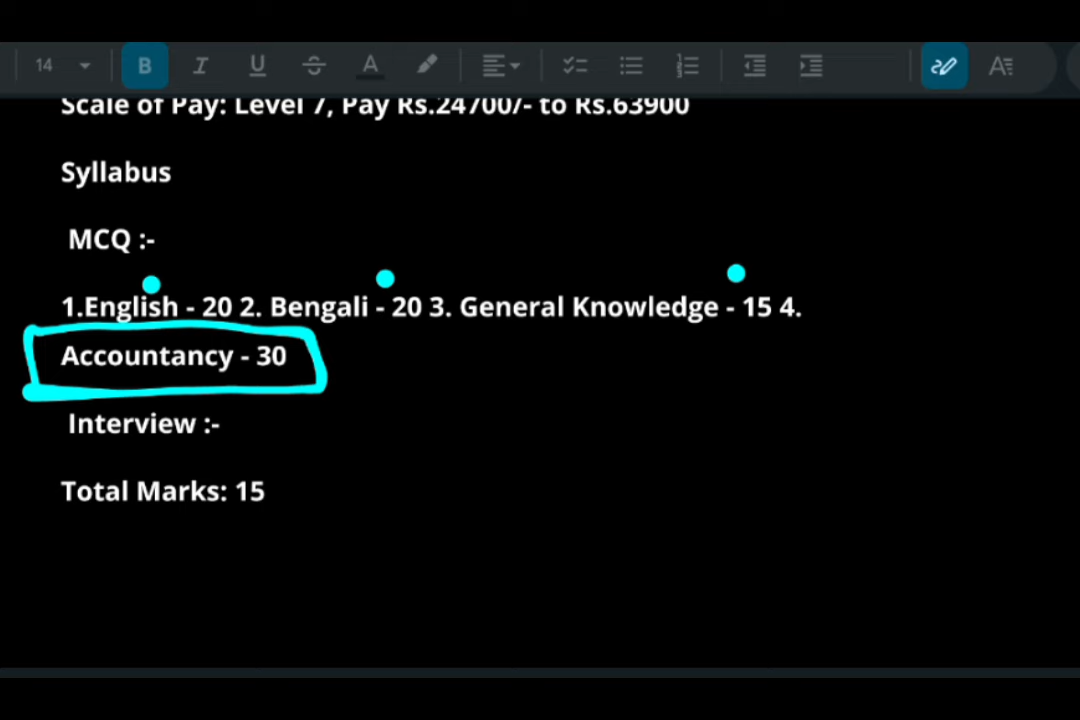 14 B I U S A A
Scale of Pay: Level 7, Pay Rs.24700/- to Rs.63900
Syllabus
MCQ :-
1.English - 20 2. Bengali - 20 3. General Knowledge - 15 4.
Accountancy - 30
Interview :-
Total Marks: 15